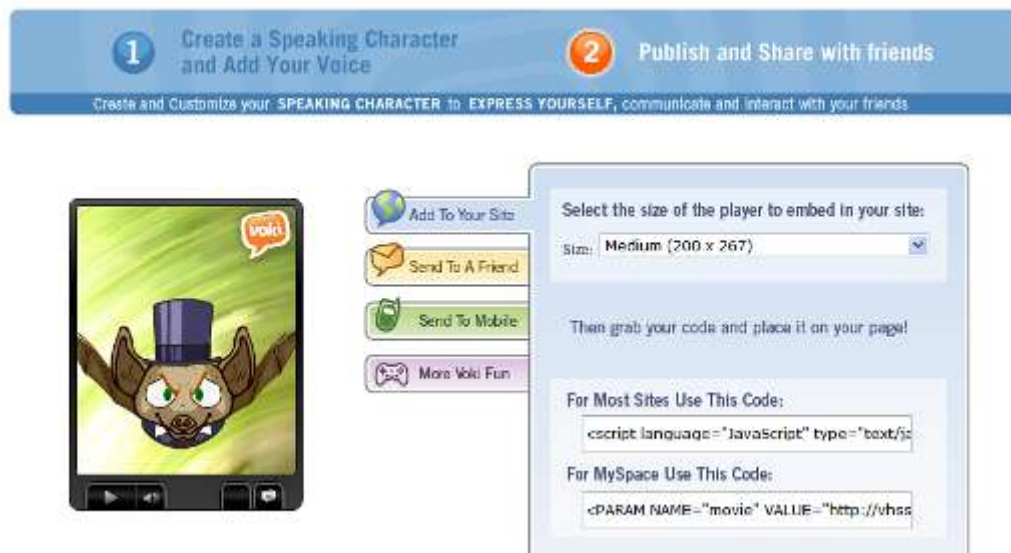 1
Create a Speaking Character
and Add Your Voice
2
Publish and Share with friends
Create and Customize your SPEAKING CHARACTER to EXPRESS YOURSELF, communicate and interact with your friends
voki
Add To Your Site
Send To A Friend
Send To Mobile
More Voki Fun
Select the size of the player to embed in your site:
Size: Medium (200 x 267)
Then grab your code and place it on your page!
For Most Sites Use This Code:
<script language="JavaScript" type="text/ja
For MySpace Use This Code:
<PARAM NAME="movie" VALUE="http://vhss